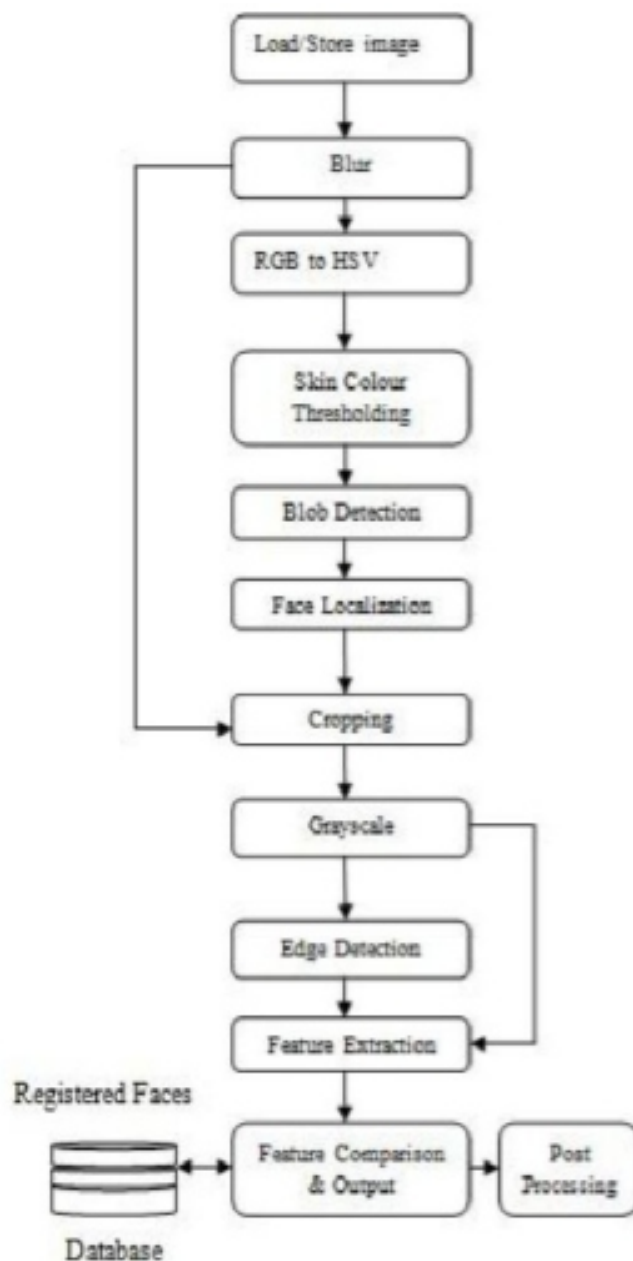 Load/Store image
Blur
RGB to HSV
Skin Colour
Thresholding
Blob Detection
Face Localization
Cropping
Grayscale
Edge Detection
Feature Extraction
Registered Faces
Feature Comparison
& Output
Post
Processing
Database